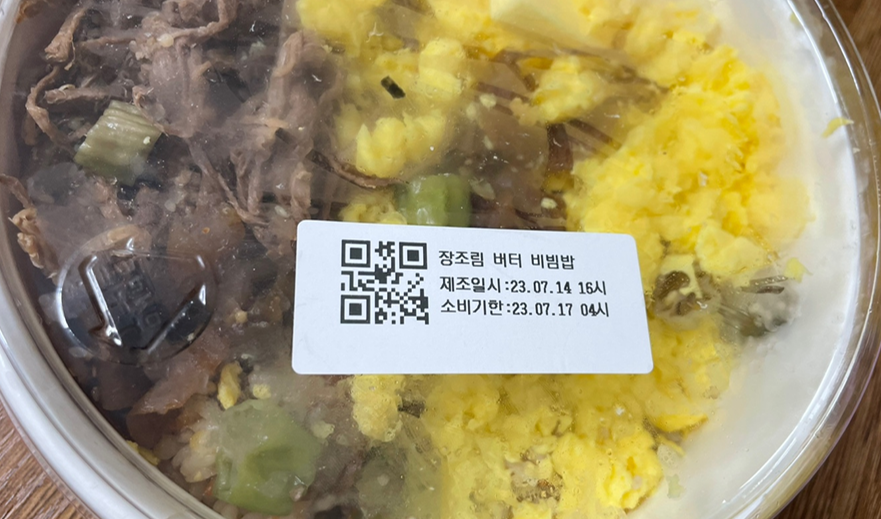 장조림 버터 비빔밥
제조일시:23.07.14 16시
소비기한:23.07.17 04시